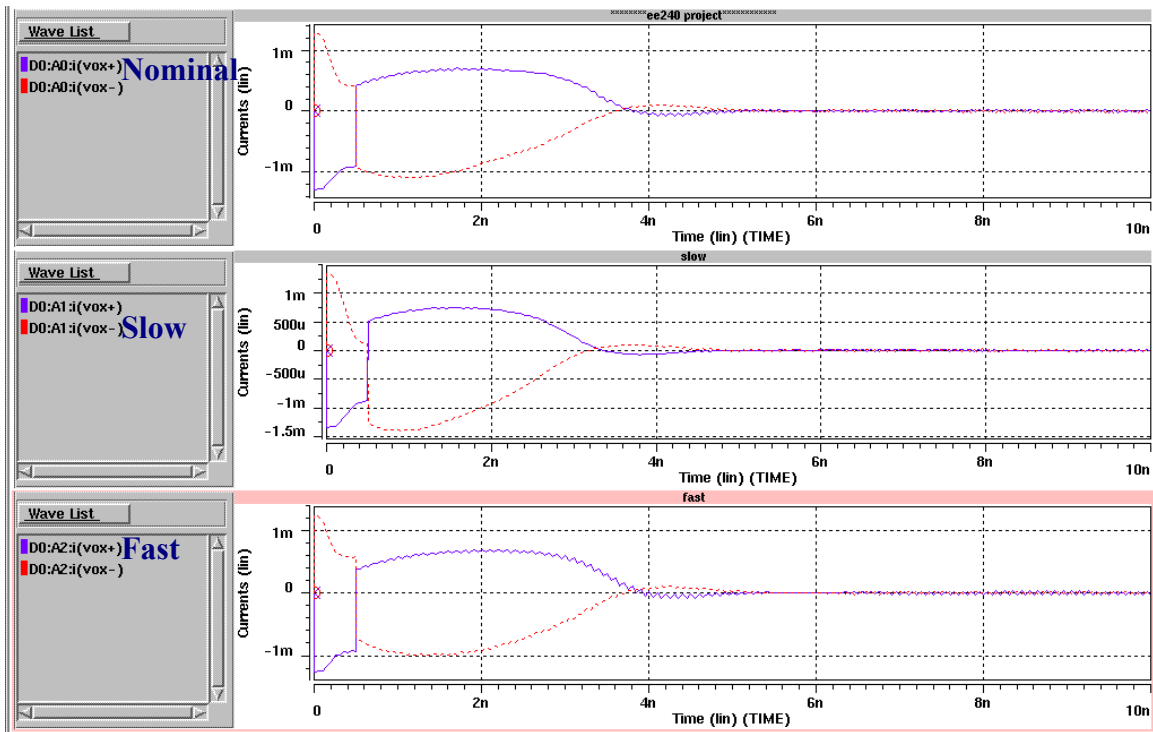 ********ee240 project************
Wave List
D0:A0:i(vox+)
Nominal
D0:A0:i(vox-)
Currents (lin)
1m
0
-1m
0
2n
4n
6n
8n
10n
Time (lin) (TIME)
slow
Wave List
D0:A1:i(vox+)
D0:A1:i(vox-)
Slow
Currents (lin)
1m
500u
0
-500u
-1m
-1.5m
0
2n
4n
6n
8n
10n
Time (lin) (TIME)
fast
Wave List
D0:A2:i(vox+)
Fast
D0:A2:i(vox-)
Currents (lin)
1m
0
-1m
0
2n
4n
6n
8n
10n
Time (lin) (TIME)